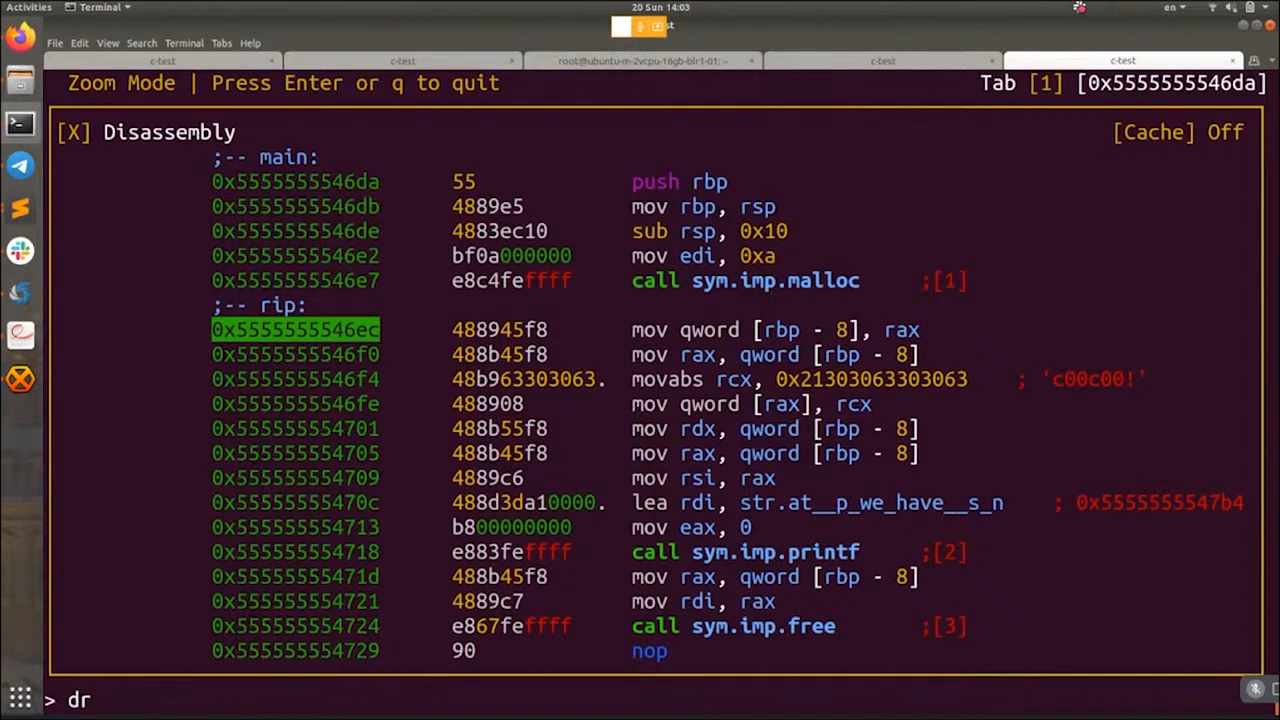 Activities Terminal 20 Sun 14:03 en
File Edit View Search Terminal Tabs Help
c-test × c-test × root@ubuntu-m-2vcpu-16gb-blr1-01: ~ × c-test × c-test ×
Zoom Mode | Press Enter or q to quit Tab [1] [0x5555555546da]
[X] Disassembly [Cache] Off
;-- main:
0x5555555546da 55 push rbp
0x5555555546db 4889e5 mov rbp, rsp
0x5555555546de 4883ec10 sub rsp, 0x10
0x5555555546e2 bf0a000000 mov edi, 0xa
0x5555555546e7 e8c4feffff call sym.imp.malloc ;[1]
;-- rip:
0x5555555546ec 488945f8 mov qword [rbp - 8], rax
0x5555555546f0 488b45f8 mov rax, qword [rbp - 8]
0x5555555546f4 48b963303063. movabs rcx, 0x21303063303063 ; 'c00c00!'
0x5555555546fe 488908 mov qword [rax], rcx
0x555555554701 488b55f8 mov rdx, qword [rbp - 8]
0x555555554705 488b45f8 mov rax, qword [rbp - 8]
0x555555554709 4889c6 mov rsi, rax
0x55555555470c 488d3da10000. lea rdi, str.at__p_we_have__s_n ; 0x5555555547b4
0x555555554713 b800000000 mov eax, 0
0x555555554718 e883feffff call sym.imp.printf ;[2]
0x55555555471d 488b45f8 mov rax, qword [rbp - 8]
0x555555554721 4889c7 mov rdi, rax
0x555555554724 e867feffff call sym.imp.free ;[3]
0x555555554729 90 nop
> dr